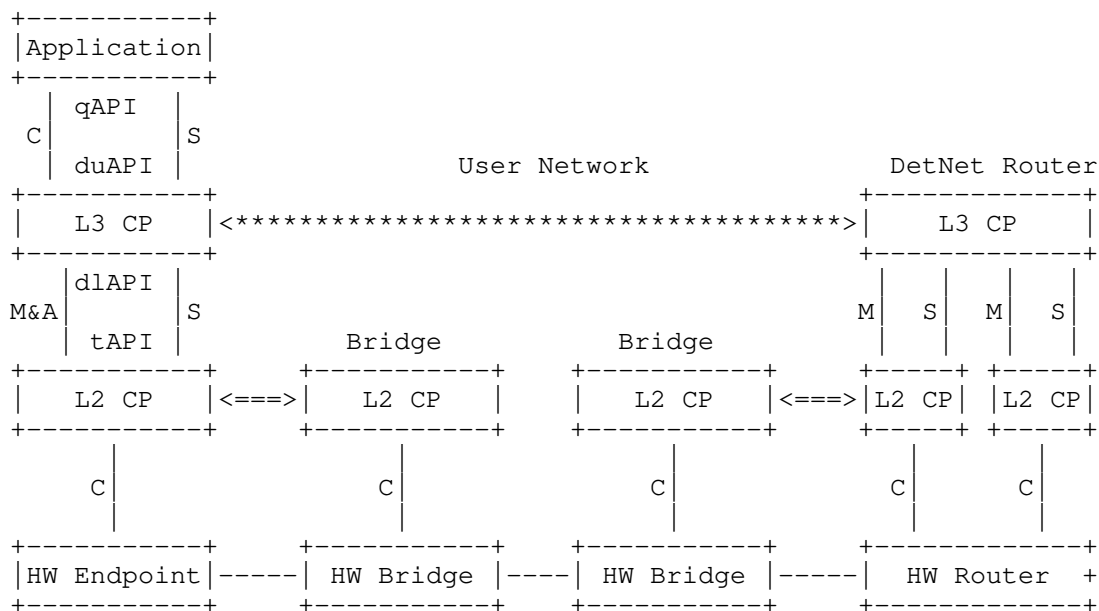 Application
qAPI
C S
duAPI User Network DetNet Router
L3 CP <**************************************> L3 CP
dlAPI
M&A S M S M S
tAPI Bridge Bridge
L2 CP <===> L2 CP L2 CP <===> L2 CP L2 CP
C C C C C
HW Endpoint HW Bridge HW Bridge HW Router